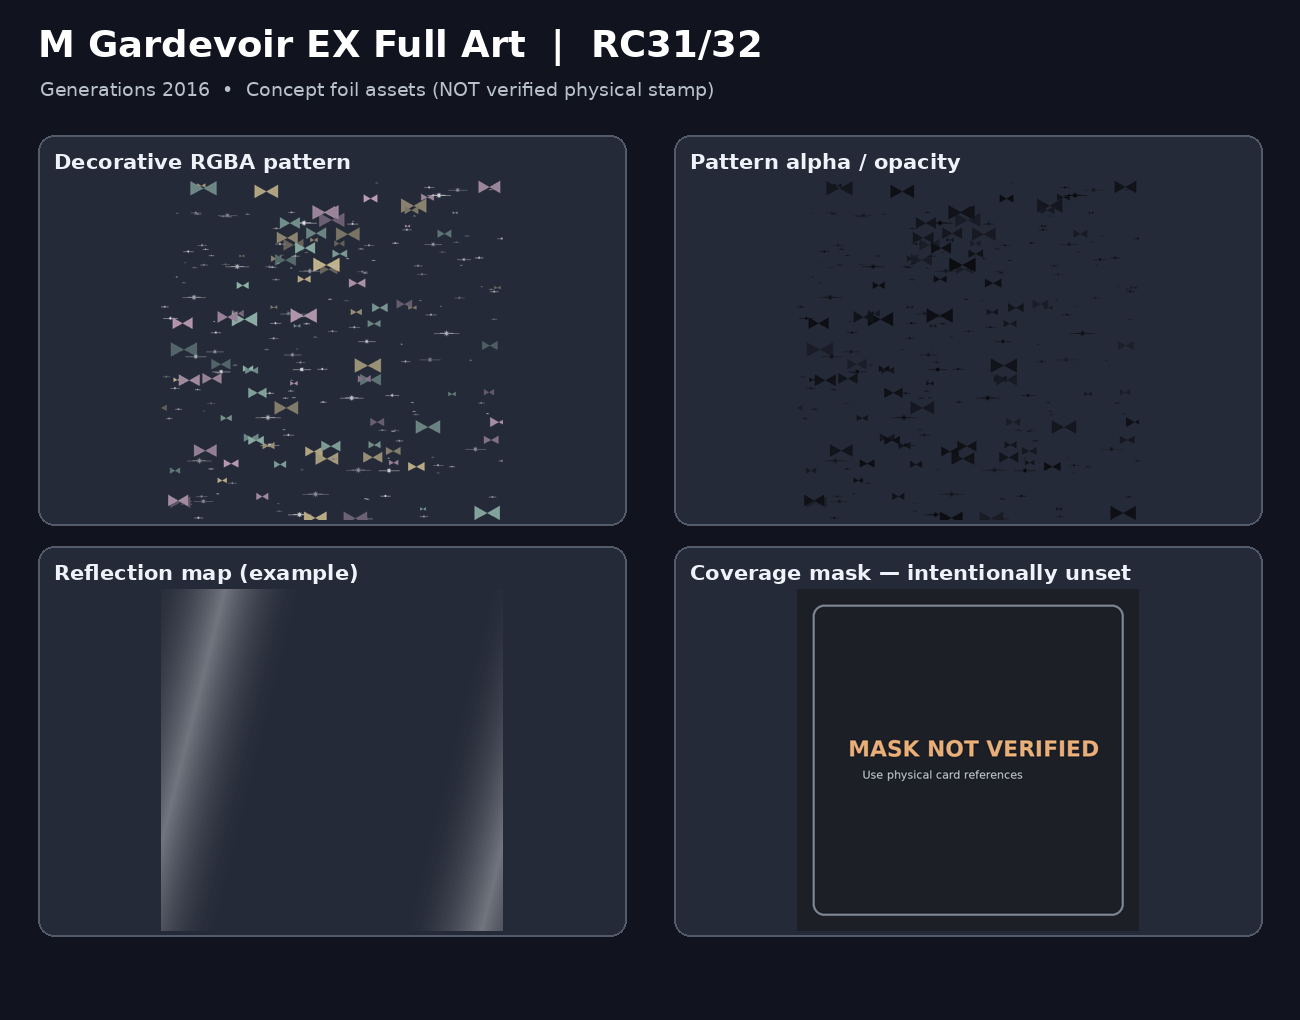 M Gardevoir EX Full Art | RC31/32
Generations 2016 • Concept foil assets (NOT verified physical stamp)
Decorative RGBA pattern
Pattern alpha / opacity
Reflection map (example)
Coverage mask — intentionally unset
MASK NOT VERIFIED
Use physical card references